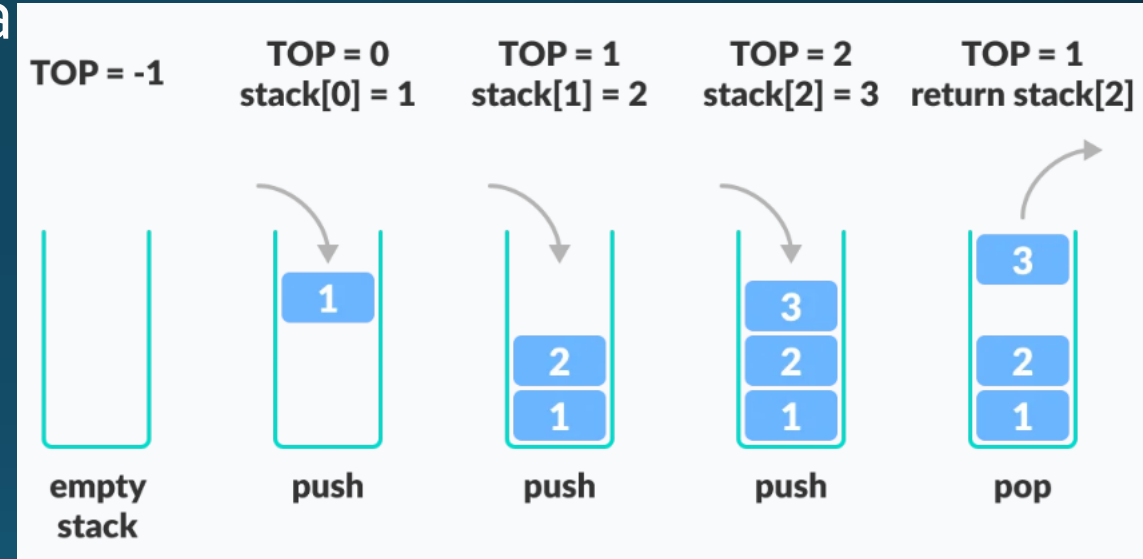 a
TOP = -1
TOP = 0
stack[0] = 1
TOP = 1
stack[1] = 2
TOP = 2
stack[2] = 3
TOP = 1
return stack[2]
1
2
1
3
2
1
3
2
1
empty
stack
push
push
push
pop